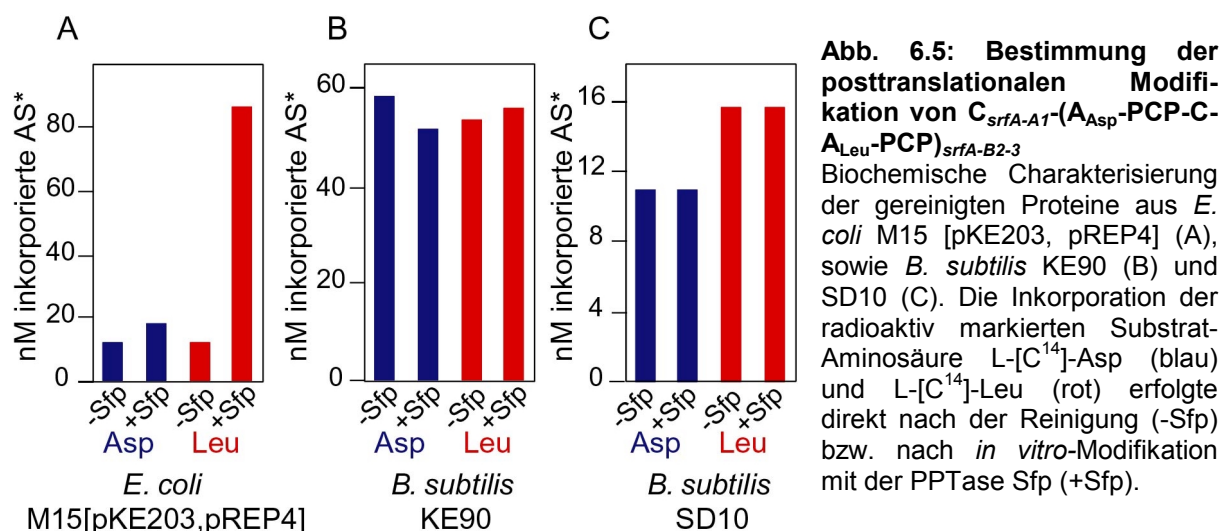 A
nM inkorporierte AS*
80
60
40
20
0
-Sfp
+Sfp
-Sfp
+Sfp
Asp
Leu
E. coli
M15[pKE203,pREP4]
B
nM inkorporierte AS*
60
40
20
0
-Sfp
+Sfp
-Sfp
+Sfp
Asp
Leu
B. subtilis
KE90
C
nM inkorporierte AS*
16
12
8
4
0
-Sfp
+Sfp
-Sfp
+Sfp
Asp
Leu
B. subtilis
SD10
Abb. 6.5: Bestimmung der
posttranslationalen Modifi-
kation von CsrfA-A1-(AAsp-PCP-C-
ALeu-PCP)srfA-B2-3
Biochemische Charakterisierung
der gereinigten Proteine aus E.
coli M15 [pKE203, pREP4] (A),
sowie B. subtilis KE90 (B) und
SD10 (C). Die Inkorporation der
radioaktiv markierten Substrat-
Aminosäure L-[C14]-Asp (blau)
und L-[C14]-Leu (rot) erfolgte
direkt nach der Reinigung (-Sfp)
bzw. nach in vitro-Modifikation
mit der PPTase Sfp (+Sfp).